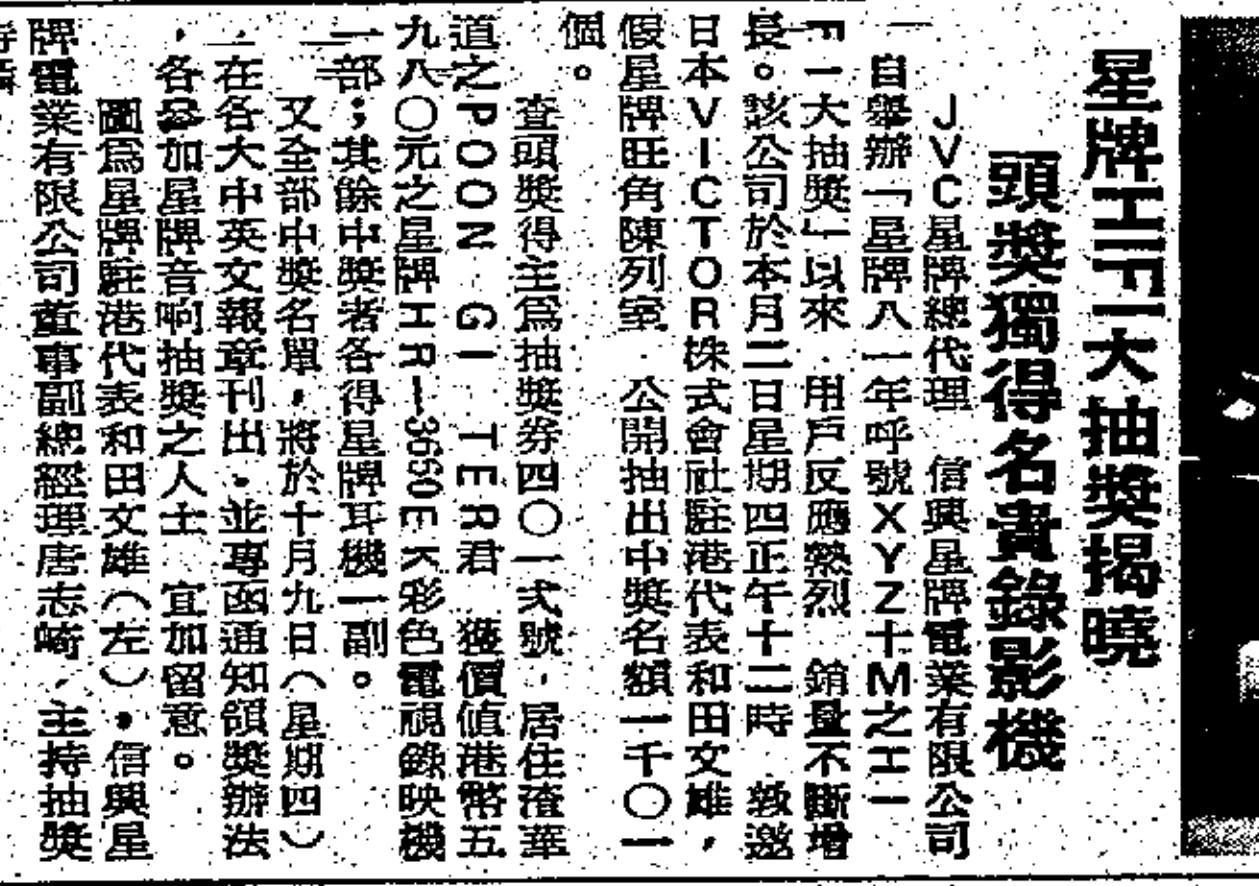 星牌HIFI大抽獎揭曉
頭獎獨得名貴錄影機
JVC星牌總代理 信興星牌電業有限公司
自舉辦「星牌八一年呼號XYZ十M之HI
FI大抽獎」以來,用戶反應熱烈 銷量不斷增
長。該公司於本月二日星期四正午十二時 敦邀
日本VICTOR株式會社駐港代表和田文雄,
假星牌旺角陳列室,公開抽出中獎名額一千〇一
個。
查頭獎得主爲抽獎券四〇一弍號,居住渣華
道之POON GI TER君 獲價值港幣五
九八〇元之星牌HR—3660EK彩色電視錄映機
一部;其餘中獎者各得星牌耳機一副。
又全部中獎名單,將於十月九日(星期四)
在各大中英文報章刊出,並專函通知領獎辦法
,各參加星牌音响抽獎之人士 宜加留意。
圖爲星牌駐港代表和田文雄(左),信興星
牌電業有限公司董事副總經理唐志崎、主持抽獎